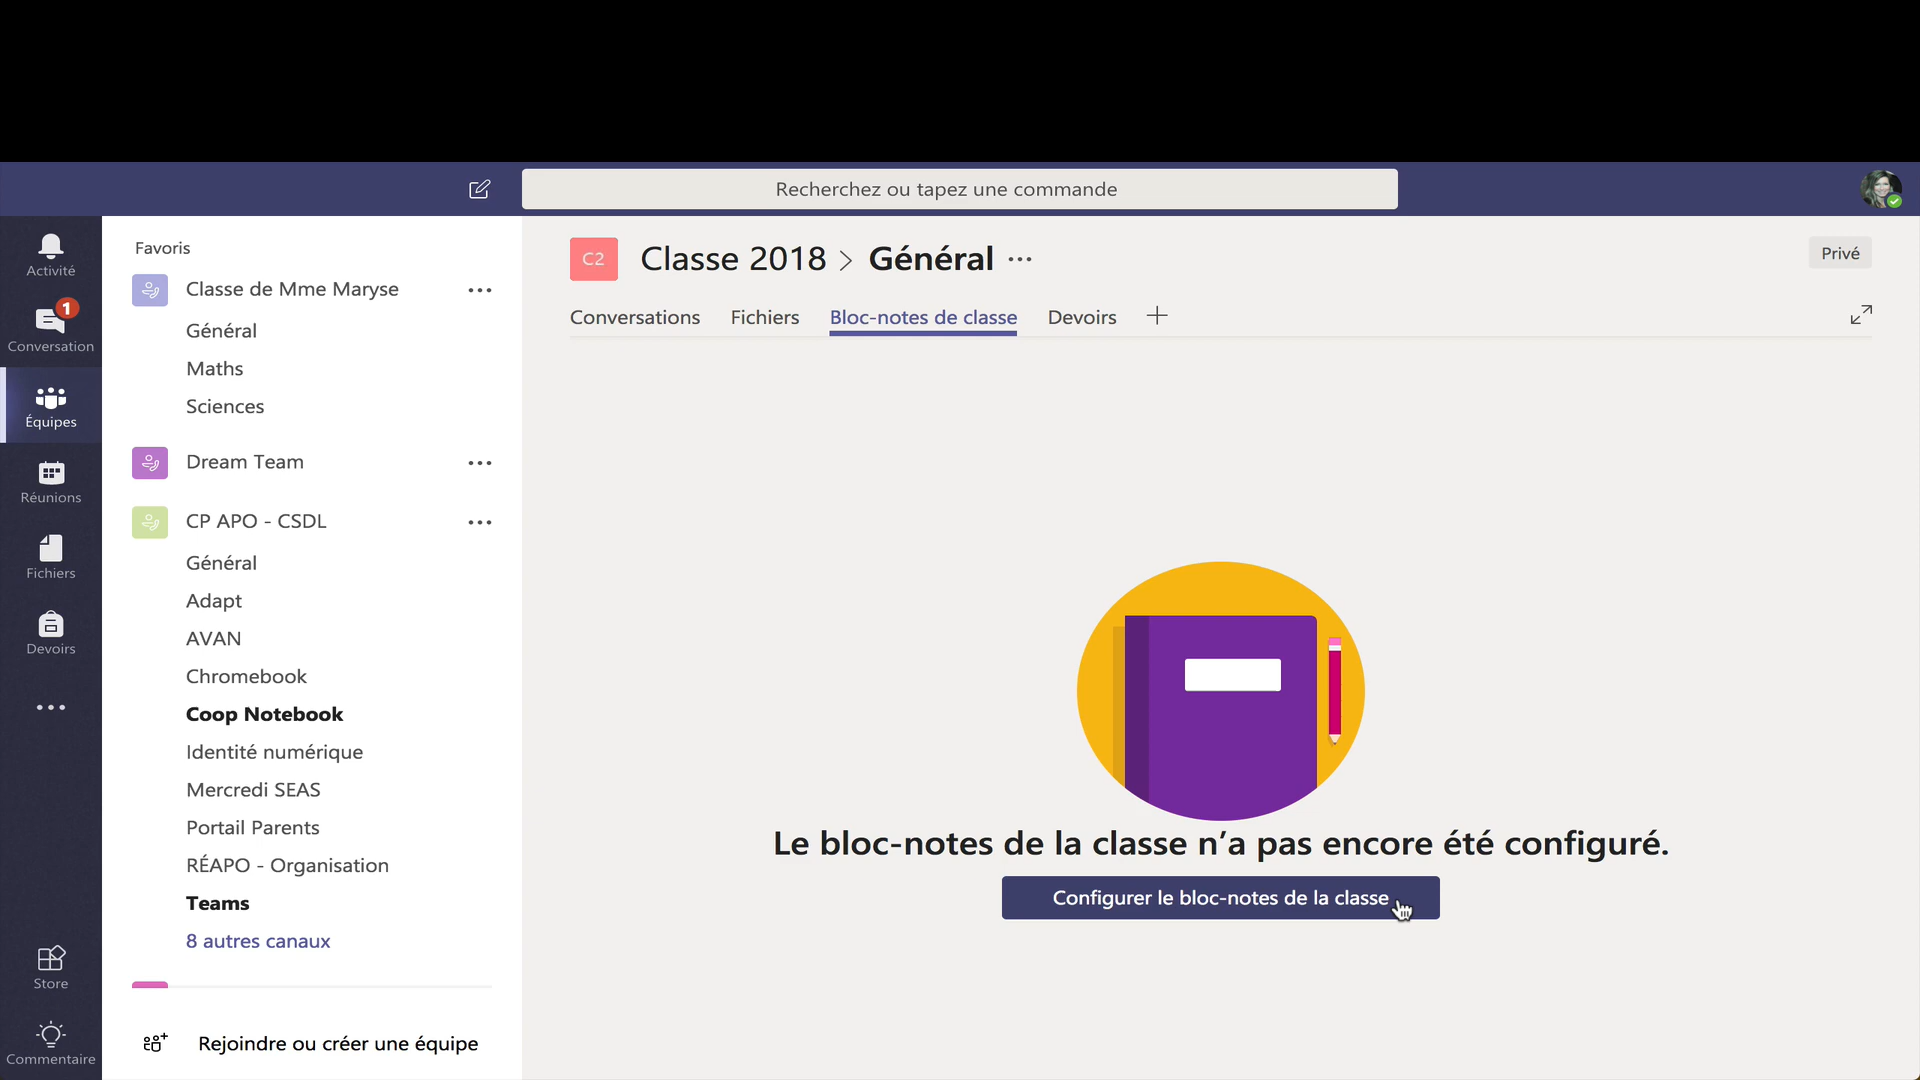 Recherchez ou tapez une commande
Activité
1
Conversation
Équipes
Réunions
Fichiers
Devoirs
Store
Commentaire
Favoris
Classe de Mme Maryse
Général
Maths
Sciences
Dream Team
CP APO - CSDL
Général
Adapt
AVAN
Chromebook
Coop Notebook
Identité numérique
Mercredi SEAS
Portail Parents
RÉAPO - Organisation
Teams
8 autres canaux
Rejoindre ou créer une équipe
C2 Classe 2018 > Général
Privé
Conversations Fichiers Bloc-notes de classe Devoirs
Le bloc-notes de la classe n’a pas encore été configuré.
Configurer le bloc-notes de la classe